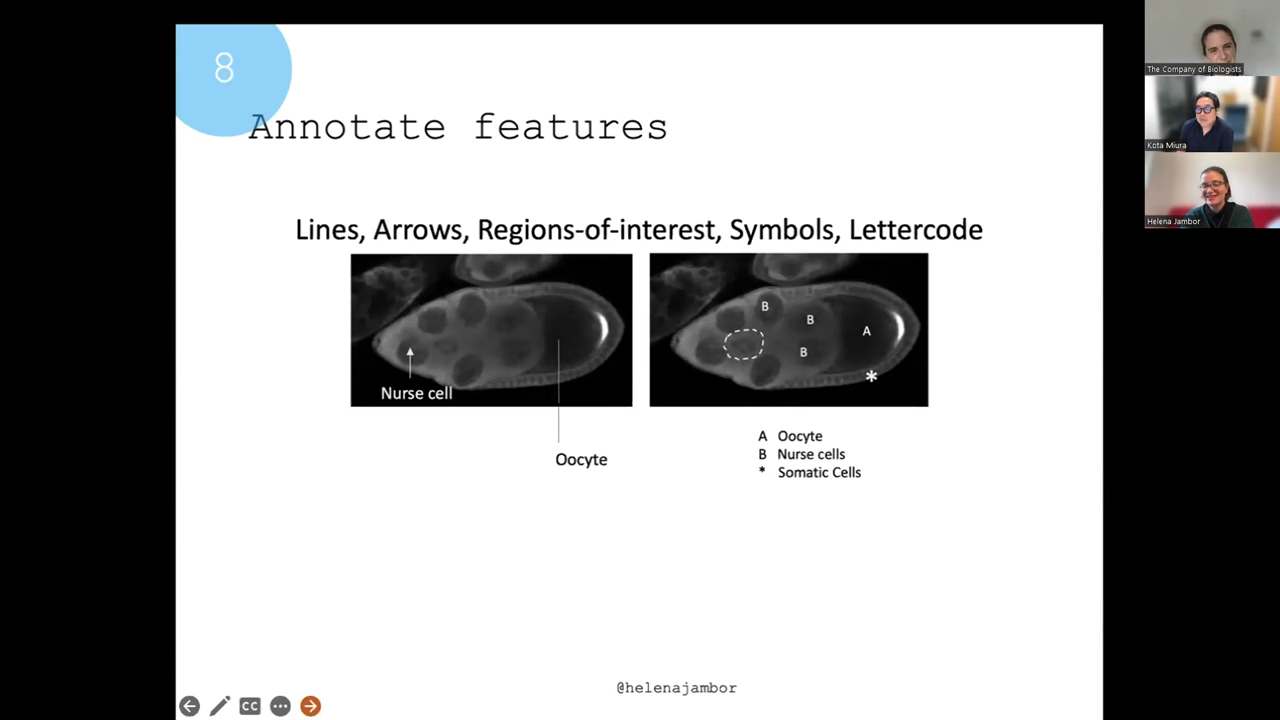 8
Annotate features
Lines, Arrows, Regions-of-interest, Symbols, Lettercode
Nurse cell
Oocyte
B
B
A
B
*
A Oocyte
B Nurse cells
* Somatic Cells
@helenajambor
CC
The Company of Biologists
Kota Miura
Helena Jambor